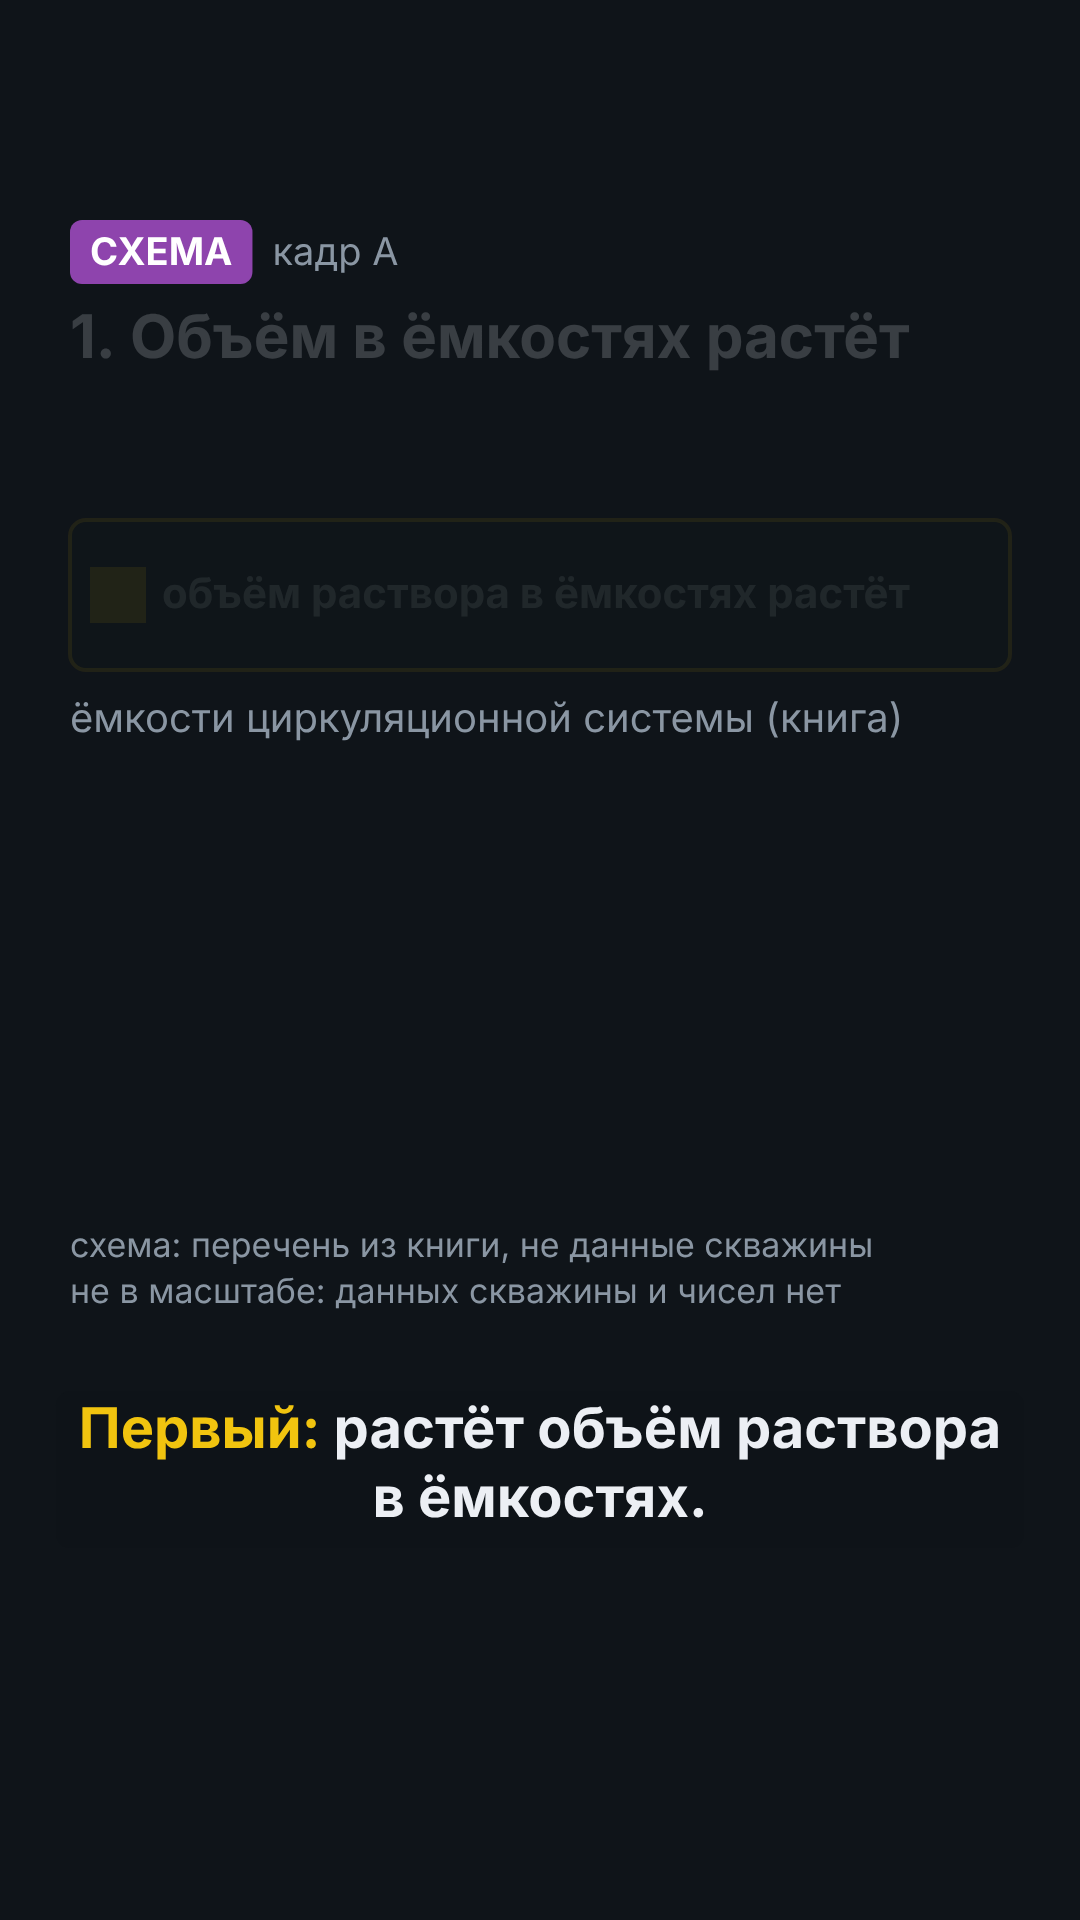 СХЕМА кадр А
1. Объём в ёмкостях растёт
объём раствора в ёмкостях растёт
ёмкости циркуляционной системы (книга)
схема: перечень из книги, не данные скважины
не в масштабе: данных скважины и чисел нет
Первый: растёт объём раствора
в ёмкостях.